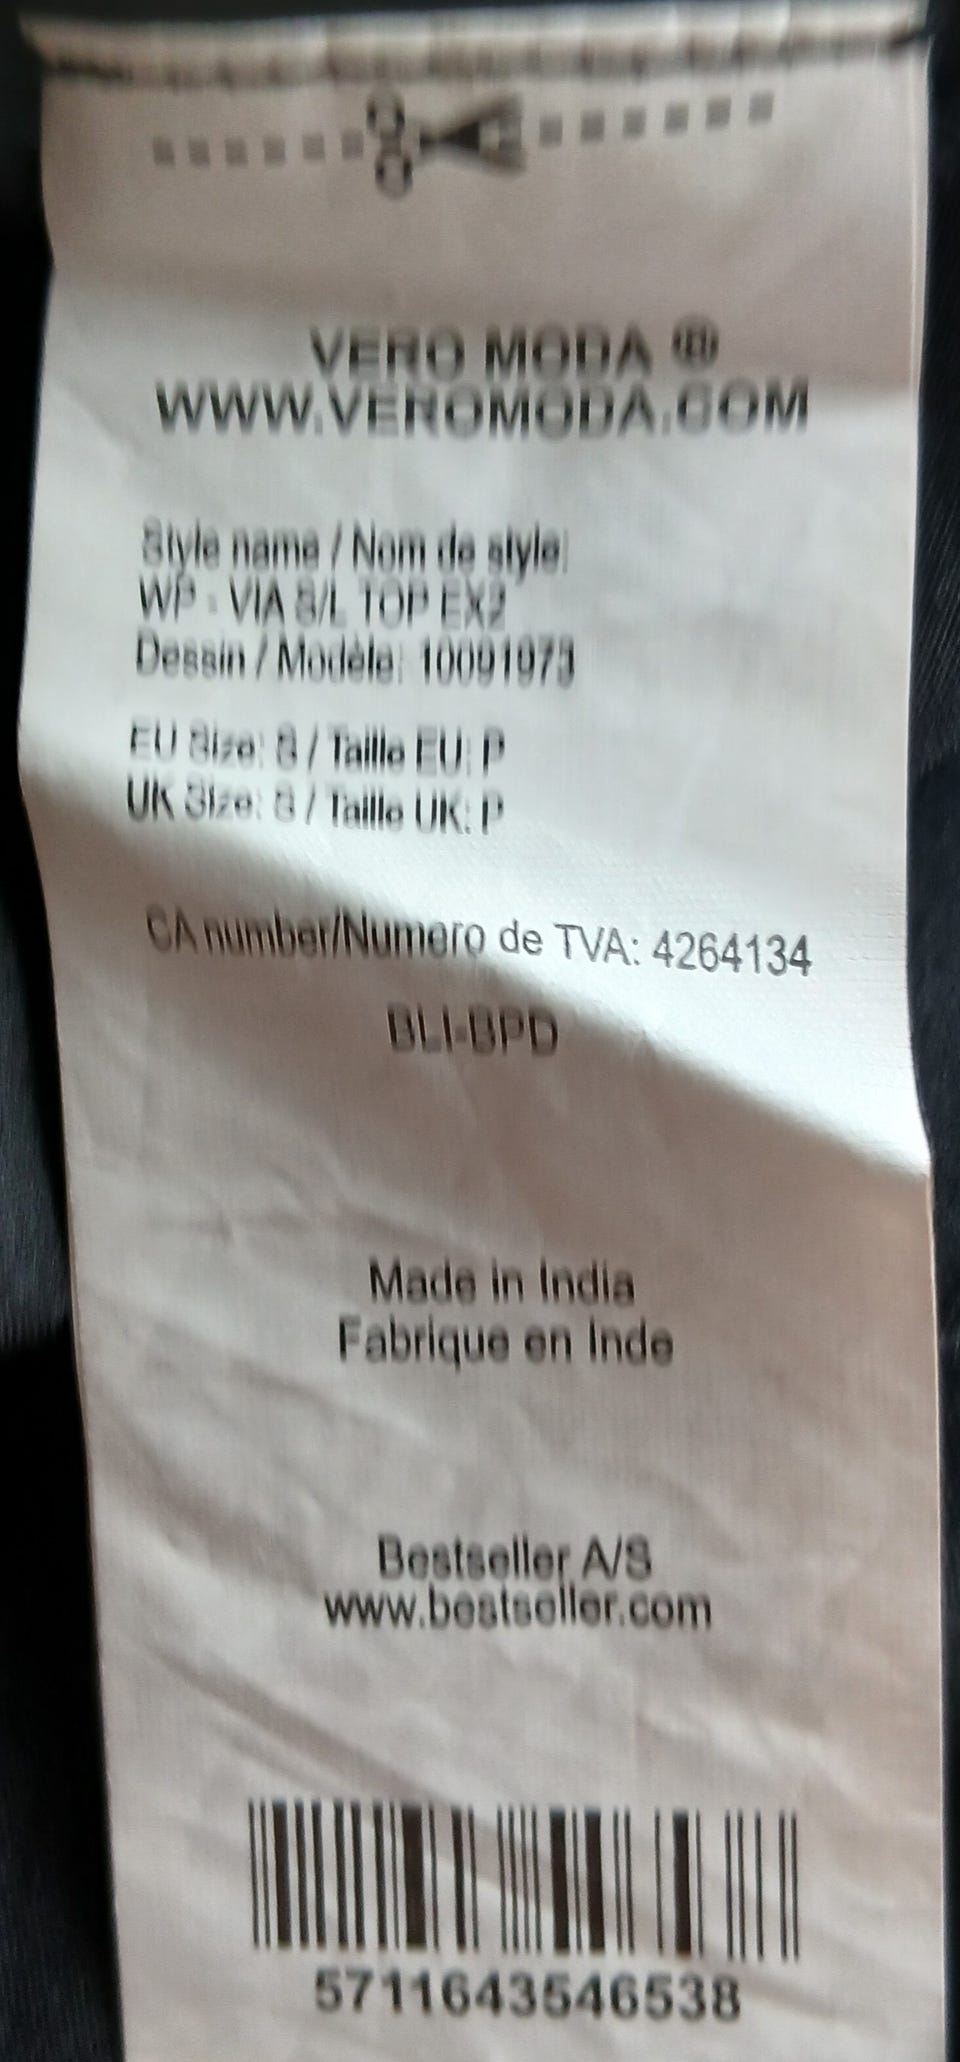 VERO MODA ®
WWW.VEROMODA.COM
Style name / Nom de style:
WP - VIA S/L TOP EX2
Dessin / Modèle: 10091973
EU Size: S / Taille EU: P
UK Size: S / Taille UK: P
CA number/Numero de TVA: 4264134
BLI-BPD
Made in India
Fabrique en Inde
Bestseller A/S
www.bestseller.com
5711643546538